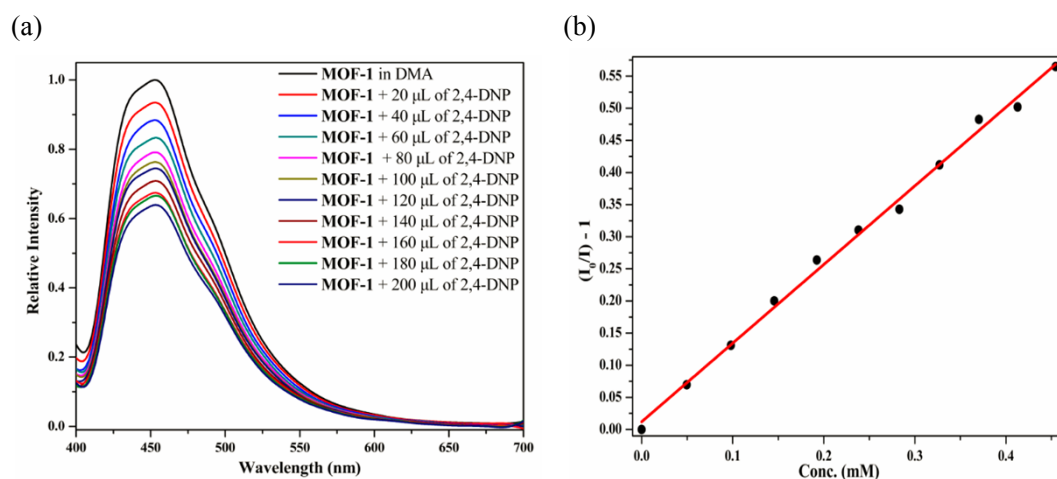 (a)
(b)
MOF-1 in DMA
MOF-1 + 20 μL of 2,4-DNP
MOF-1 + 40 μL of 2,4-DNP
MOF-1 + 60 μL of 2,4-DNP
MOF-1 + 80 μL of 2,4-DNP
MOF-1 + 100 μL of 2,4-DNP
MOF-1 + 120 μL of 2,4-DNP
MOF-1 + 140 μL of 2,4-DNP
MOF-1 + 160 μL of 2,4-DNP
MOF-1 + 180 μL of 2,4-DNP
MOF-1 + 200 μL of 2,4-DNP
Relative Intensity
1.0
0.8
0.6
0.4
0.2
0.0
400 450 500 550 600 650 700
Wavelength (nm)
(I₀/I) - 1
0.55
0.50
0.45
0.40
0.35
0.30
0.25
0.20
0.15
0.10
0.05
0.00
0.0 0.1 0.2 0.3 0.4
Conc. (mM)